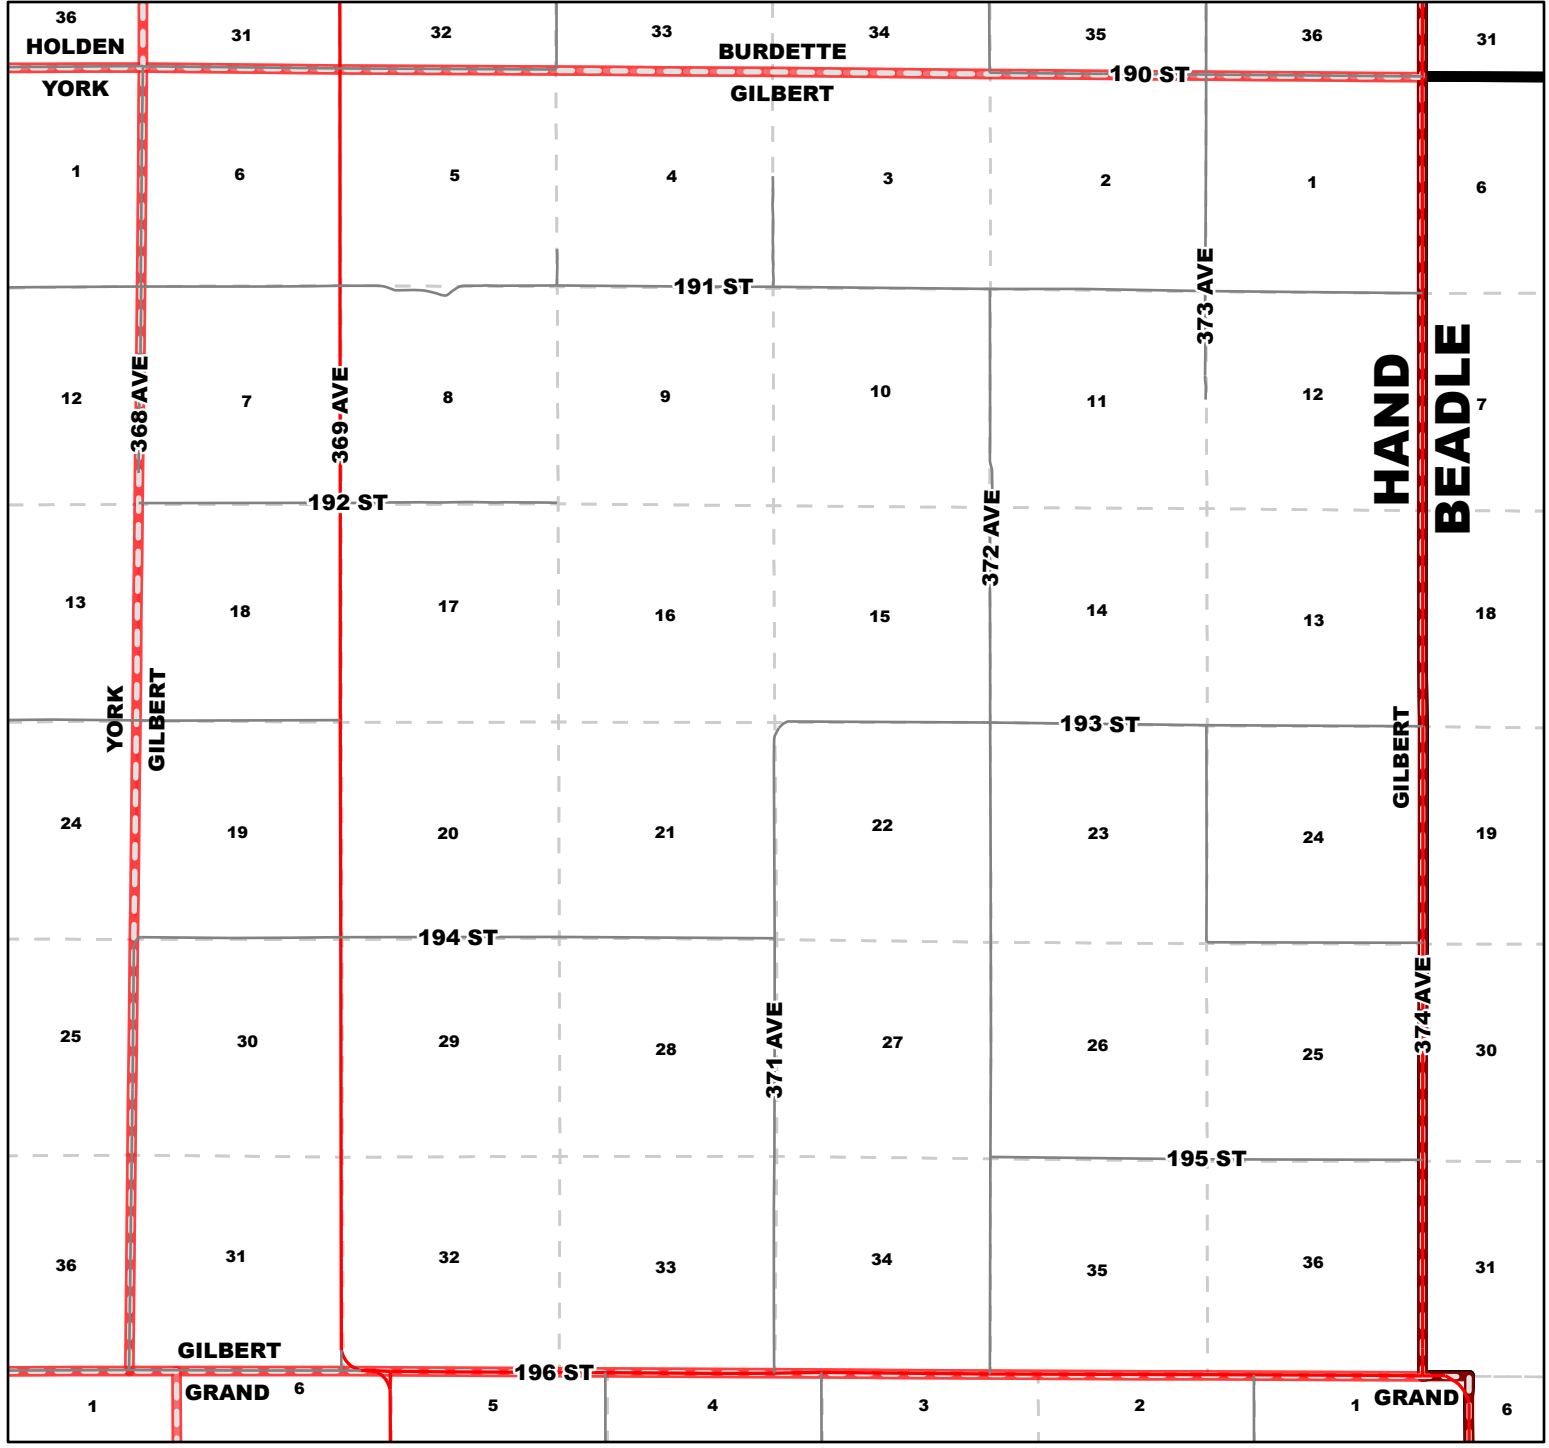 36
31
32
33
34
35
36
31
HOLDEN
BURDETTE
190 ST
YORK
GILBERT
1
6
5
4
3
2
1
6
191 ST
373 AVE
368 AVE
369 AVE
HAND
BEADLE
12
7
8
9
10
11
12
7
192 ST
372 AVE
13
18
17
16
15
14
13
18
YORK
GILBERT
193 ST
GILBERT
24
19
20
21
22
23
24
19
194 ST
374 AVE
25
30
29
28
27
26
25
30
371 AVE
195 ST
36
31
32
33
34
35
36
31
GILBERT
196 ST
GRAND
GRAND
1
6
5
4
3
2
1
6